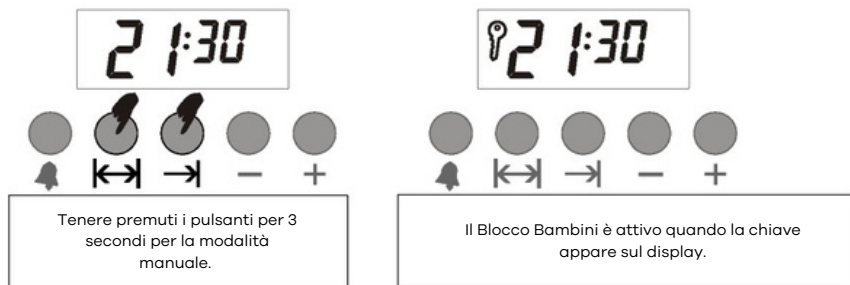 21:30
21:30
Tenere premuti i pulsanti per 3
secondi per la modalità
manuale.
Il Blocco Bambini è attivo quando la chiave
appare sul display.